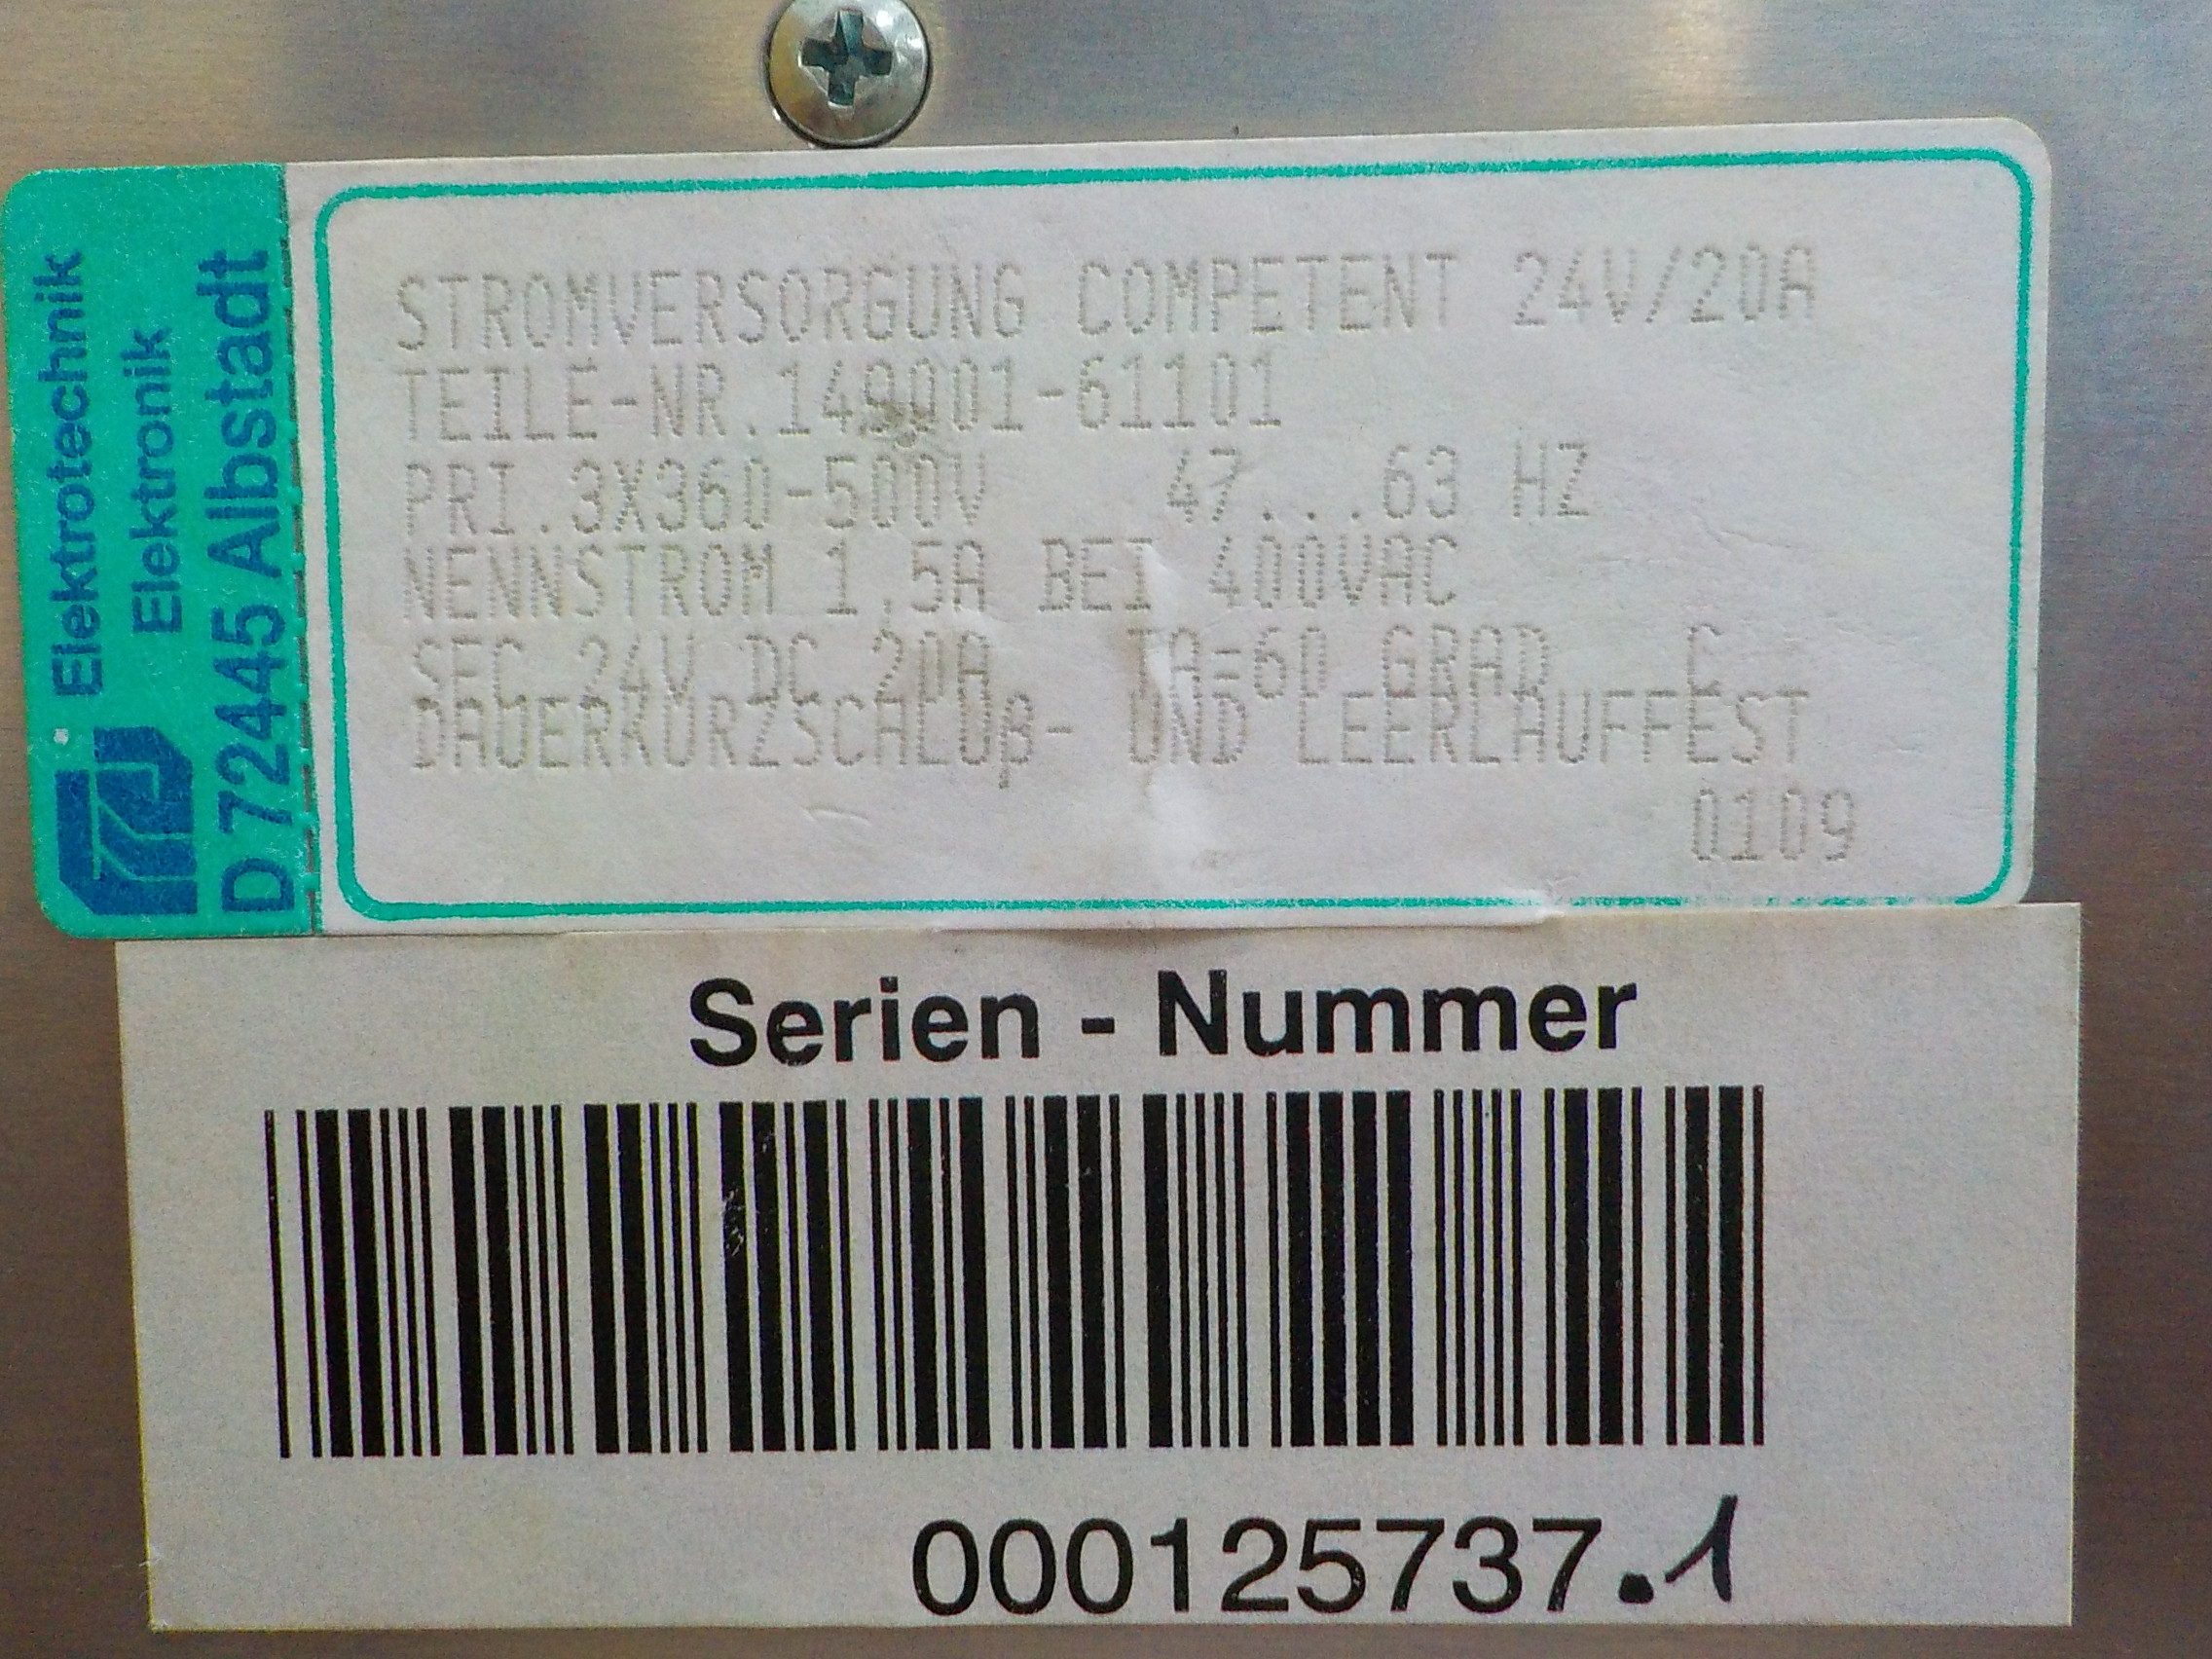 Elektrotechnik
Elektronik
D 72445 Albstadt
STROMVERSORGUNG COMPETENT 24V/20A
TEILE-NR.149001-61101
PRI.3X360-500V 47...63 HZ
NENNSTROM 1,5A BEI 400VAC
SEC 24V DC 20A TA=60 GRAD C
DAUERKURZSCHLUß- UND LEERLAUFFEST
0109
Serien - Nummer
000125737.1